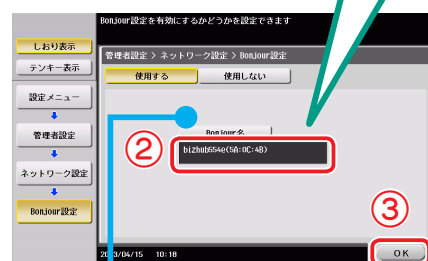 Bonjour設定を有効にするかどうかを設定できます
しおり表示
テンキー表示
設定メニュー
管理者設定
ネットワーク設定
Bonjour設定
管理者設定 > ネットワーク設定 > Bonjour設定
使用する
使用しない
Bonjour名
②
bizhub554e(5A:0C:4B)
③
10:18
OK